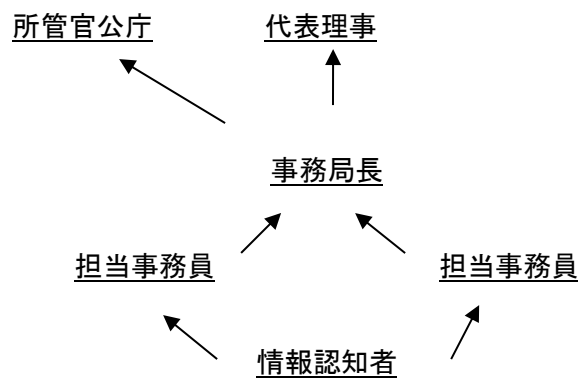 所管官公庁 代表理事
事務局長
担当事務員 担当事務員
情報認知者